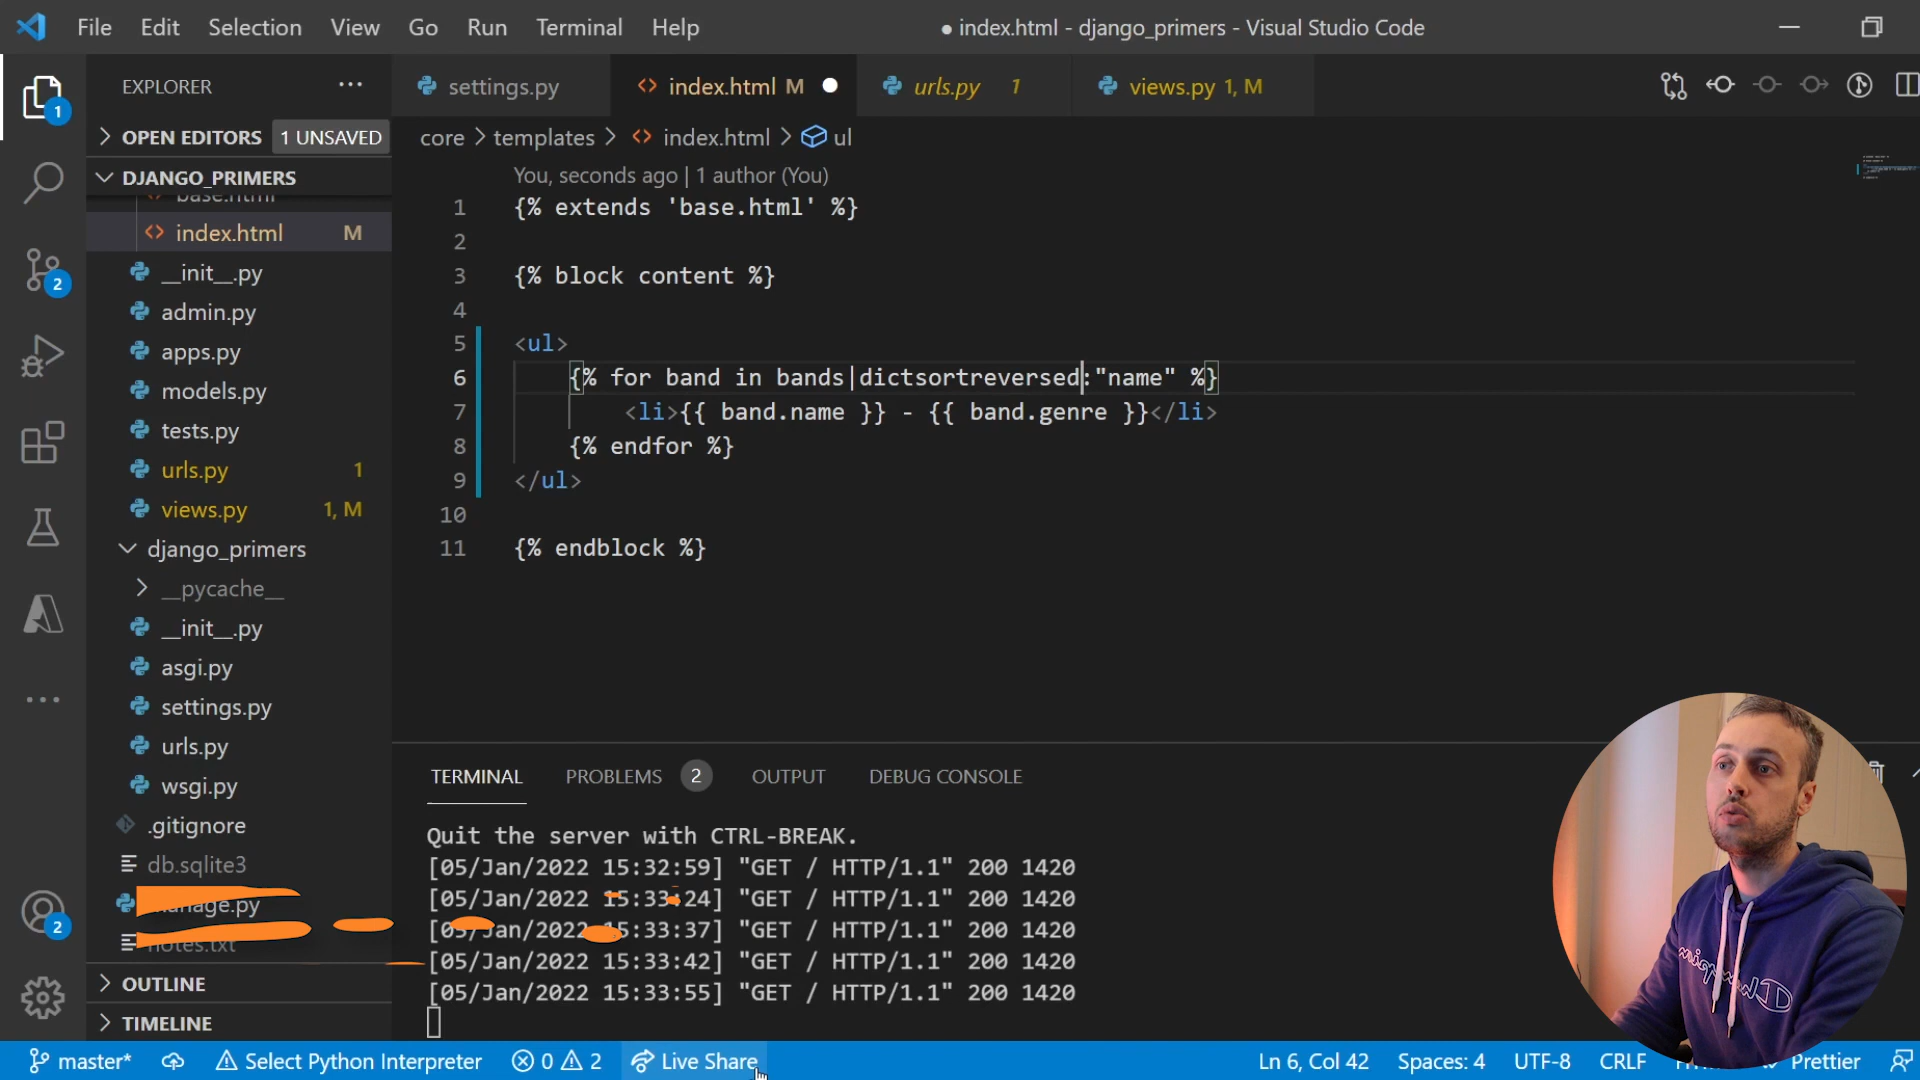 File Edit Selection View Go Run Terminal Help
● index.html - django_primers - Visual Studio Code
EXPLORER ...
settings.py
index.html M
urls.py 1
views.py 1, M
OPEN EDITORS 1 UNSAVED
core > templates > index.html > ul
DJANGO_PRIMERS
base.html
index.html M
__init__.py
admin.py
apps.py
models.py
tests.py
urls.py 1
views.py 1, M
django_primers
__pycache__
__init__.py
asgi.py
settings.py
urls.py
wsgi.py
.gitignore
db.sqlite3
manage.py
notes.txt
OUTLINE
TIMELINE
You, seconds ago | 1 author (You)
1 {% extends 'base.html' %}
2
3 {% block content %}
4
5 <ul>
6 {% for band in bands|dictsortreversed:"name" %}
7 <li>{{ band.name }} - {{ band.genre }}</li>
8 {% endfor %}
9 </ul>
10
11 {% endblock %}
TERMINAL PROBLEMS 2 OUTPUT DEBUG CONSOLE
Quit the server with CTRL-BREAK.
[05/Jan/2022 15:32:59] "GET / HTTP/1.1" 200 1420
[05/Jan/2022 15:33:24] "GET / HTTP/1.1" 200 1420
[05/Jan/2022 15:33:37] "GET / HTTP/1.1" 200 1420
[05/Jan/2022 15:33:42] "GET / HTTP/1.1" 200 1420
[05/Jan/2022 15:33:55] "GET / HTTP/1.1" 200 1420
1
2
2
master* Select Python Interpreter 0 2 Live Share Ln 6, Col 42 Spaces: 4 UTF-8 CRLF Prettier